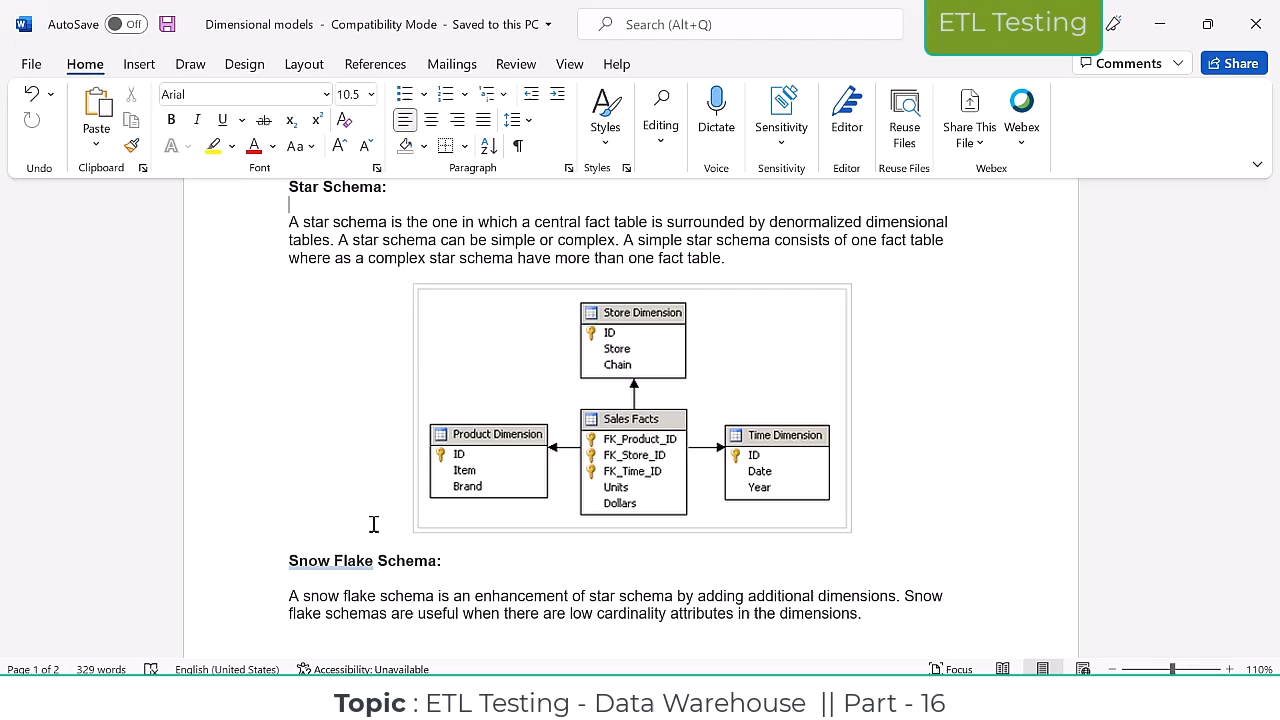 AutoSave Off Dimensional models - Compatibility Mode - Saved to this PC Search (Alt+Q) ETL Testing
File Home Insert Draw Design Layout References Mailings Review View Help Comments Share
Arial 10.5
Paste Styles Editing Dictate Sensitivity Editor Reuse Files Share This File Webex
Undo Clipboard Font Paragraph Styles Voice Sensitivity Editor Reuse Files Webex
Star Schema:
A star schema is the one in which a central fact table is surrounded by denormalized dimensional
tables. A star schema can be simple or complex. A simple star schema consists of one fact table
where as a complex star schema have more than one fact table.
Store Dimension
ID
Store
Chain
Product Dimension
ID
Item
Brand
Sales Facts
FK_Product_ID
FK_Store_ID
FK_Time_ID
Units
Dollars
Time Dimension
ID
Date
Year
Snow Flake Schema:
A snow flake schema is an enhancement of star schema by adding additional dimensions. Snow
flake schemas are useful when there are low cardinality attributes in the dimensions.
Page 1 of 2 329 words English (United States) Accessibility: Unavailable Focus 110%
Topic : ETL Testing - Data Warehouse || Part - 16